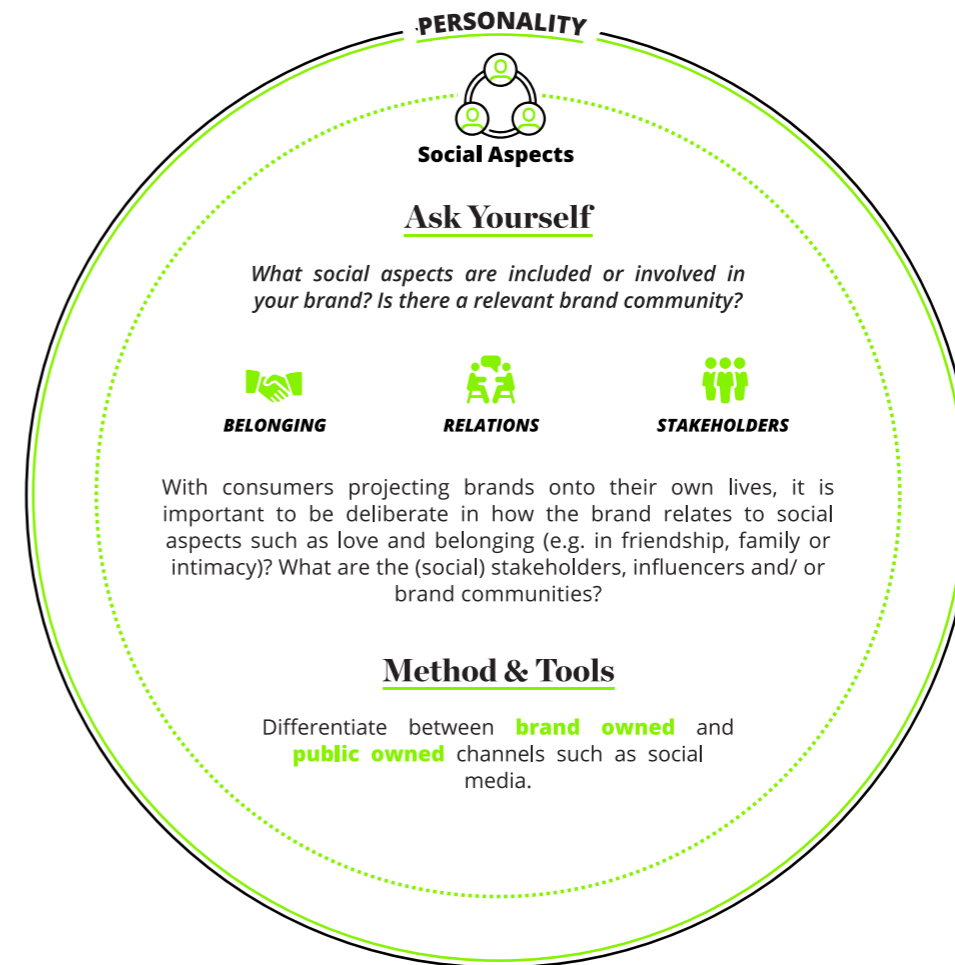 PERSONALITY
Social Aspects
Ask Yourself
What social aspects are included or involved in
your brand? Is there a relevant brand community?
BELONGING
RELATIONS
STAKEHOLDERS
With consumers projecting brands onto their own lives, it is
important to be deliberate in how the brand relates to social
aspects such as love and belonging (e.g. in friendship, family or
intimacy)? What are the (social) stakeholders, influencers and/ or
brand communities?
Method & Tools
Differentiate between brand owned and
public owned channels such as social
media.